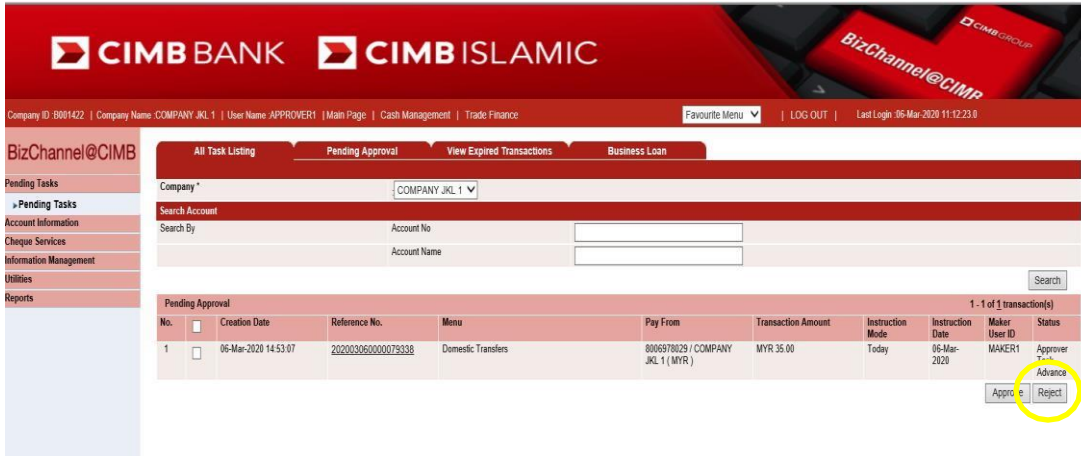 CIMB BANK CIMB ISLAMIC
CIMB GROUP
BizChannel@CIMB
Company ID :B001422 | Company Name :COMPANY JKL 1 | User Name :APPROVER1 | Main Page | Cash Management | Trade Finance Favourite Menu | LOG OUT | Last Login :06-Mar-2020 11:12:23.0
BizChannel@CIMB
All Task Listing Pending Approval View Expired Transactions Business Loan
Pending Tasks
Pending Tasks
Account Information
Cheque Services
Information Management
Utilities
Reports
Company * : COMPANY JKL 1
Search Account
Search By Account No
Account Name
Search
Pending Approval 1 - 1 of 1 transaction(s)
No. Creation Date Reference No. Menu Pay From Transaction Amount Instruction Mode Instruction Date Maker User ID Status
1 06-Mar-2020 14:53:07 202003060000079338 Domestic Transfers 8006978029 / COMPANY MYR 35.00 Today 06-Mar- MAKER1 Approver
JKL 1 ( MYR ) 2020 Task
Advance
Approve Reject